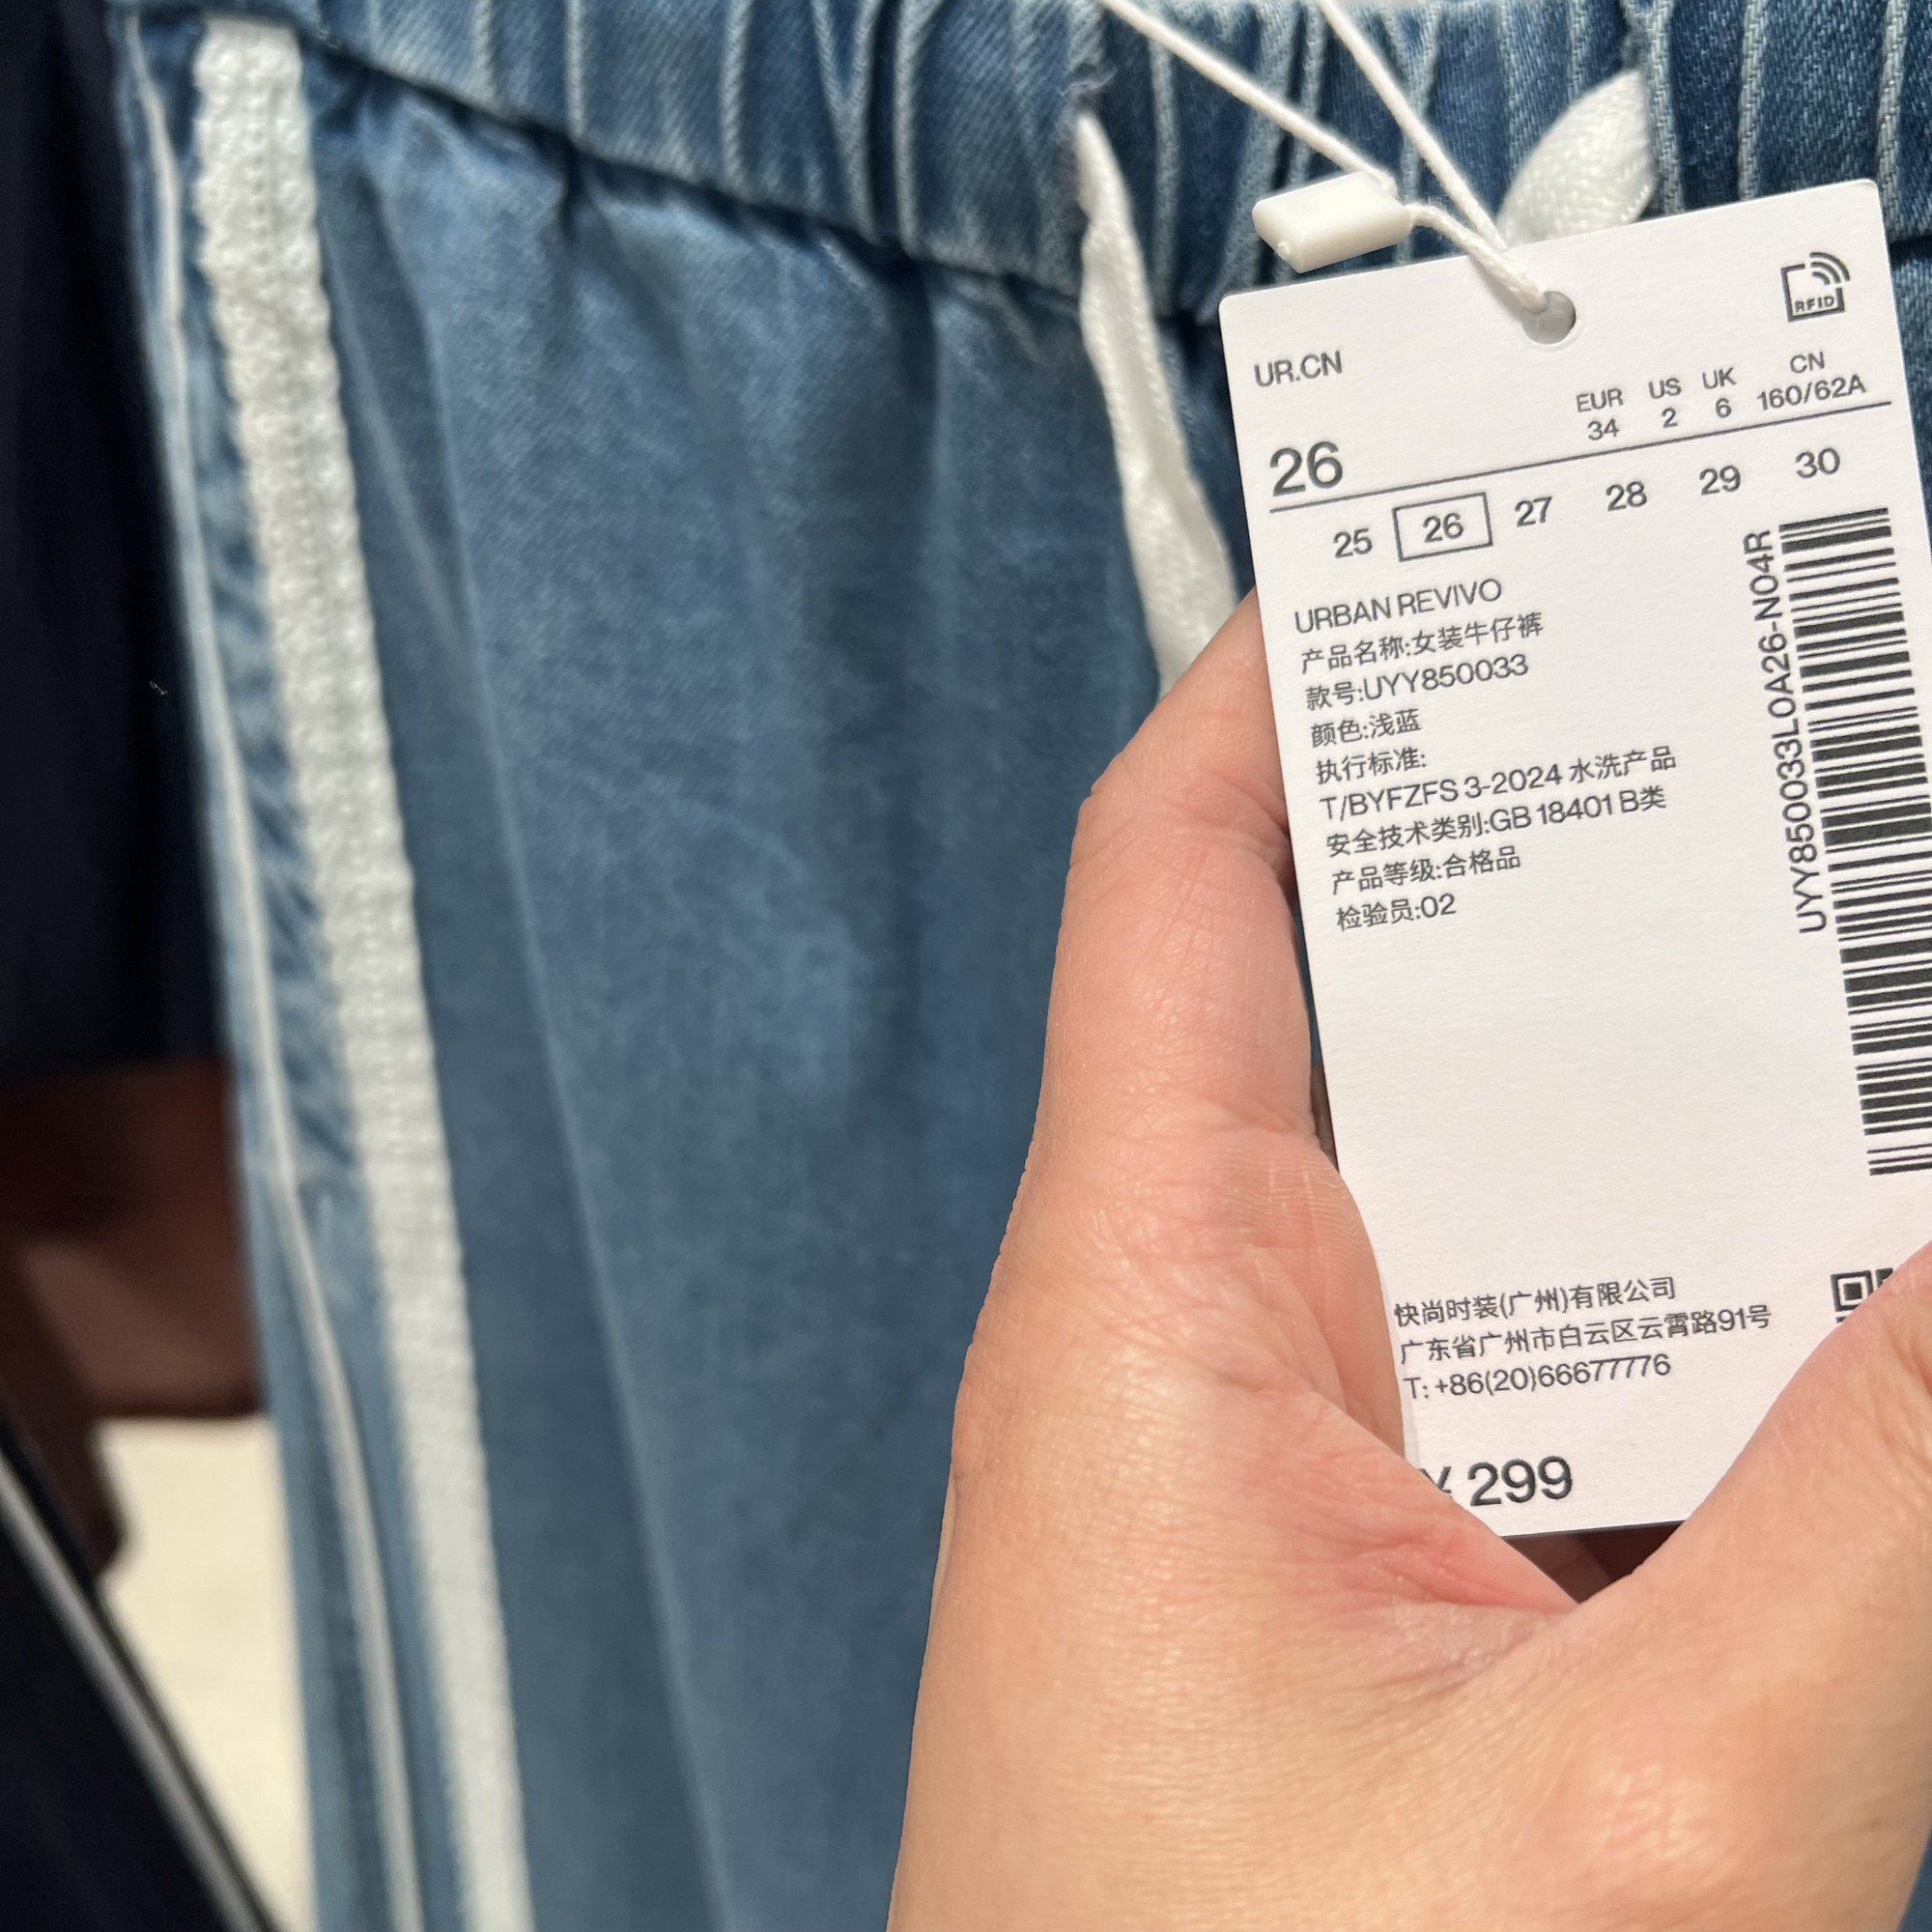 RFID
UR.CN
EUR US UK CN
34 2 6 160/62A
26
25 26 27 28 29 30
URBAN REVIVO
产品名称:女装牛仔裤
款号:UYY850033
颜色:浅蓝
执行标准:
T/BYFZFS 3-2024 水洗产品
安全技术类别:GB 18401 B类
产品等级:合格品
检验员:02
UYY850033L0A26-N04R
快尚时装(广州)有限公司
广东省广州市白云区云霄路91号
T: +86(20)66677776
¥ 299